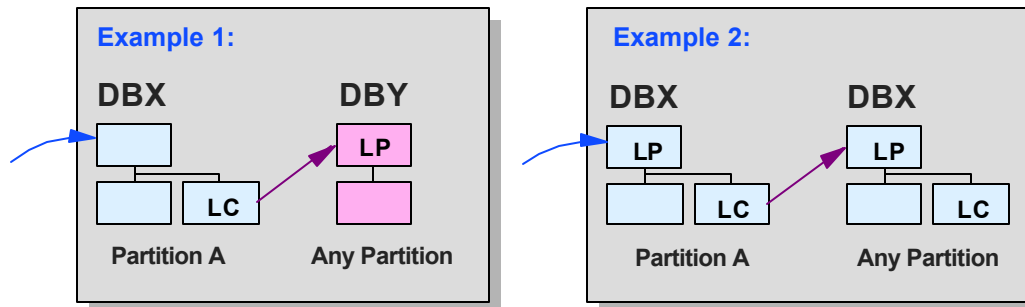 Example 1:
DBX DBY
LP
LC
Partition A Any Partition
Example 2:
DBX DBX
LP LP
LC LC
Partition A Any Partition